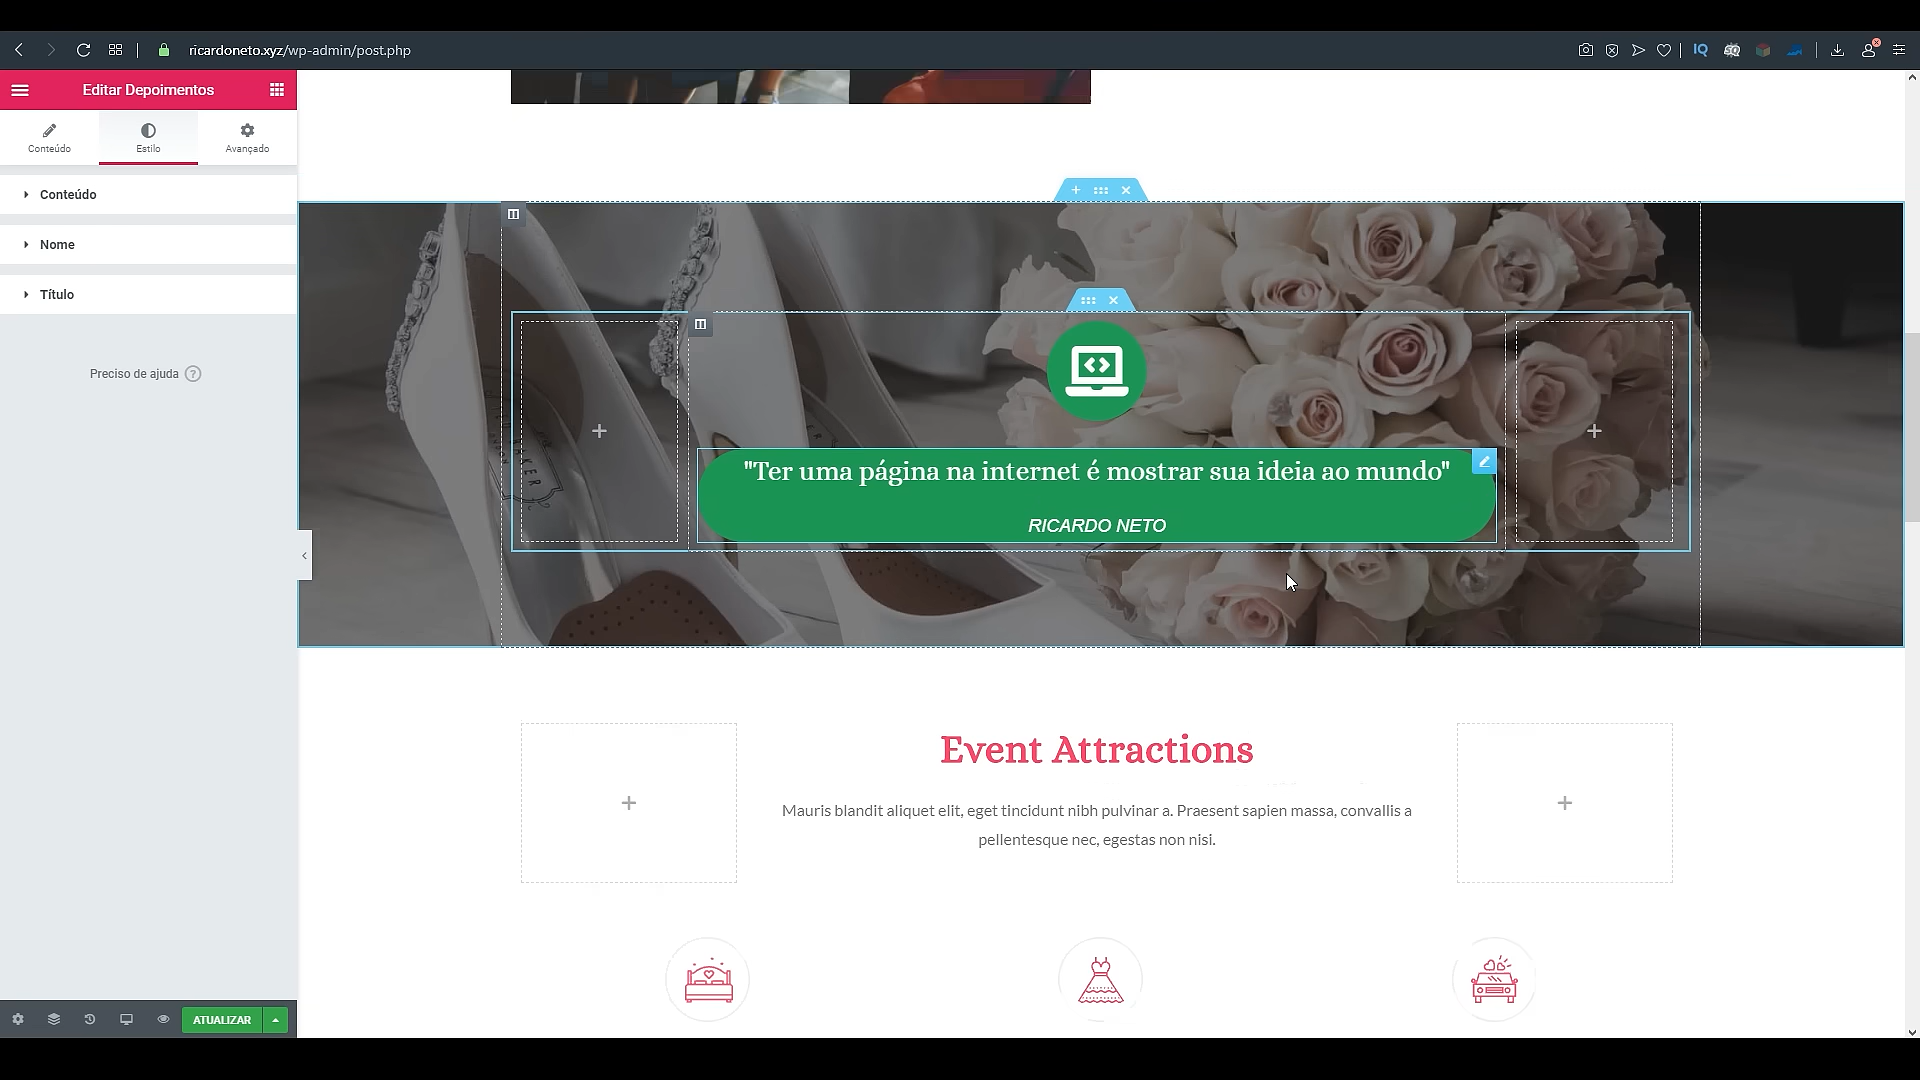 ricardoneto.xyz/wp-admin/post.php
IQ
Editar Depoimentos
Conteúdo
Estilo
Avançado
Conteúdo
Nome
Título
Preciso de ajuda ?
ATUALIZAR
"Ter uma página na internet é mostrar sua ideia ao mundo"
RICARDO NETO
Event Attractions
Mauris blandit aliquet elit, eget tincidunt nibh pulvinar a. Praesent sapien massa, convallis a
pellentesque nec, egestas non nisi.